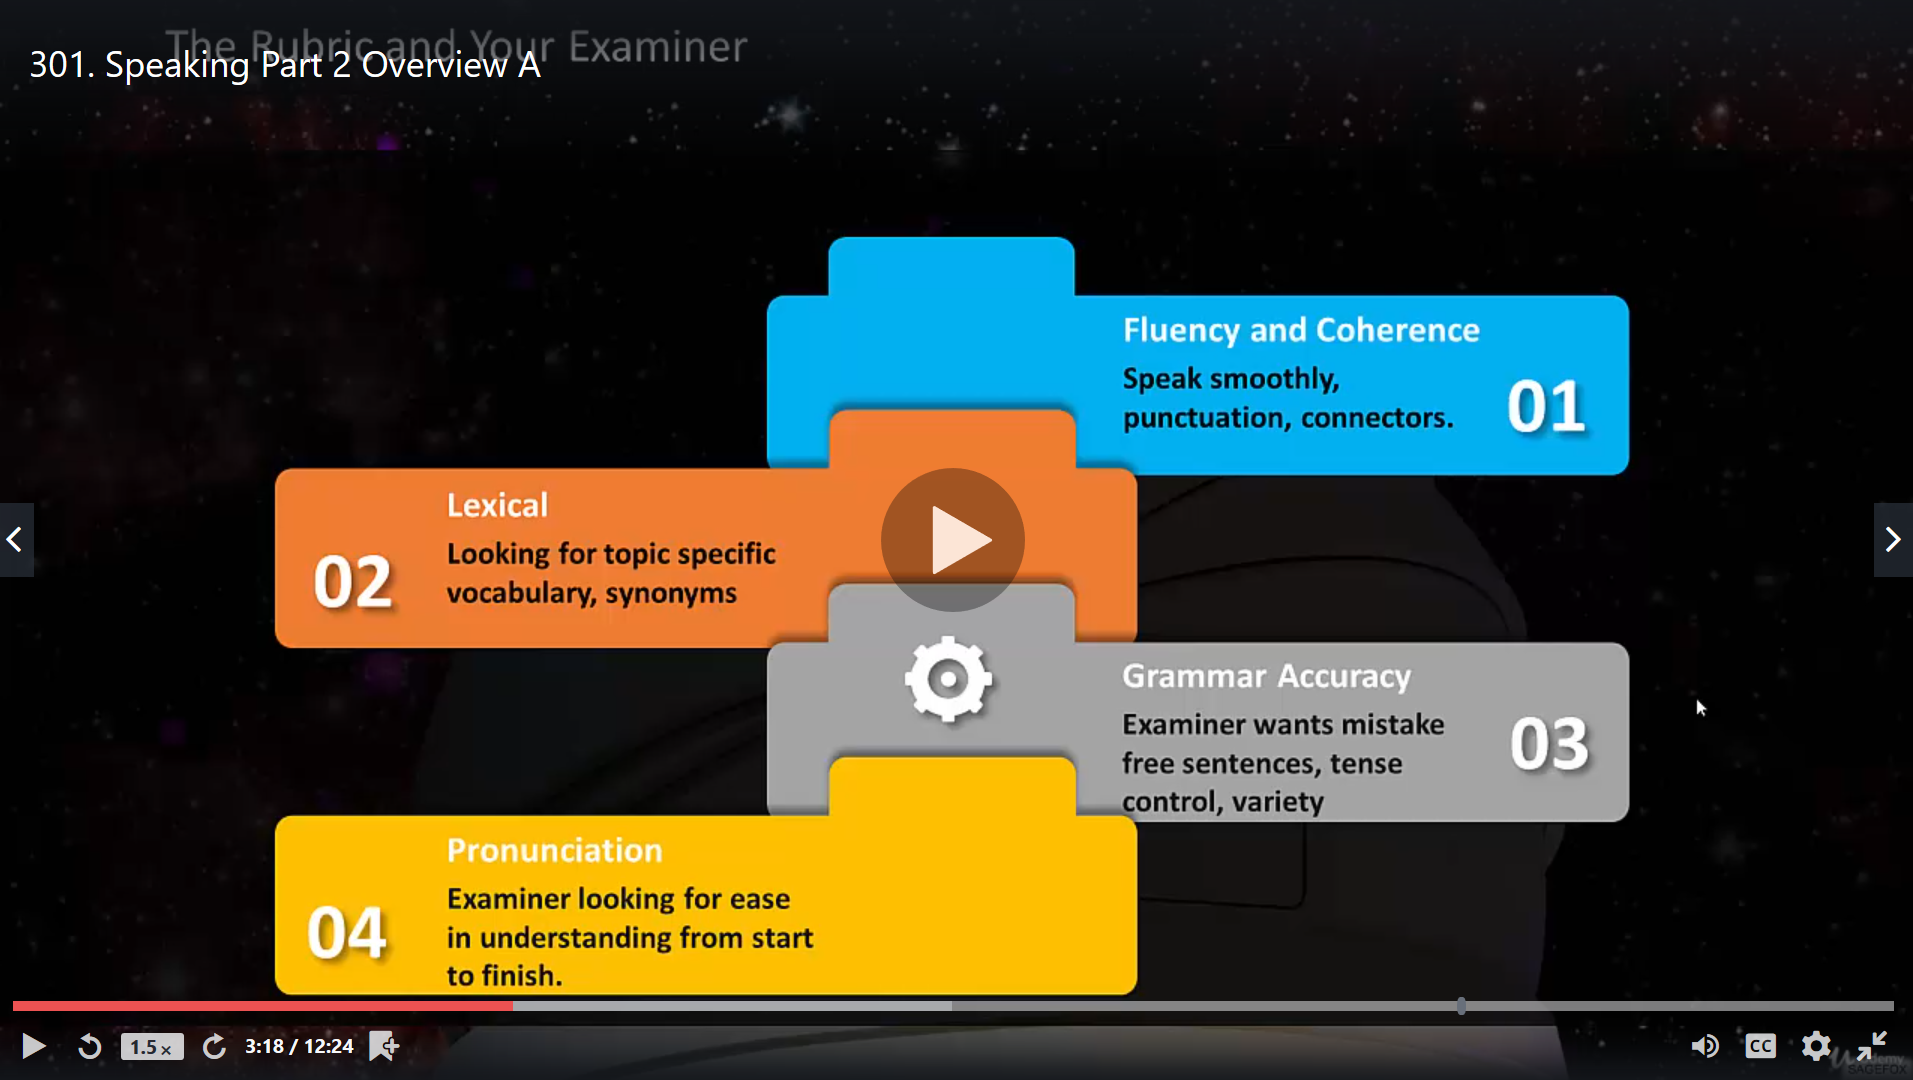 The Rubric and Your Examiner
301. Speaking Part 2 Overview A
Fluency and Coherence
Speak smoothly,
punctuation, connectors.
01
Lexical
Looking for topic specific
vocabulary, synonyms
02
Grammar Accuracy
Examiner wants mistake
free sentences, tense
control, variety
03
Pronunciation
Examiner looking for ease
in understanding from start
to finish.
04
1.5x
3:18 / 12:24
CC
Udemy
SAGEFOX